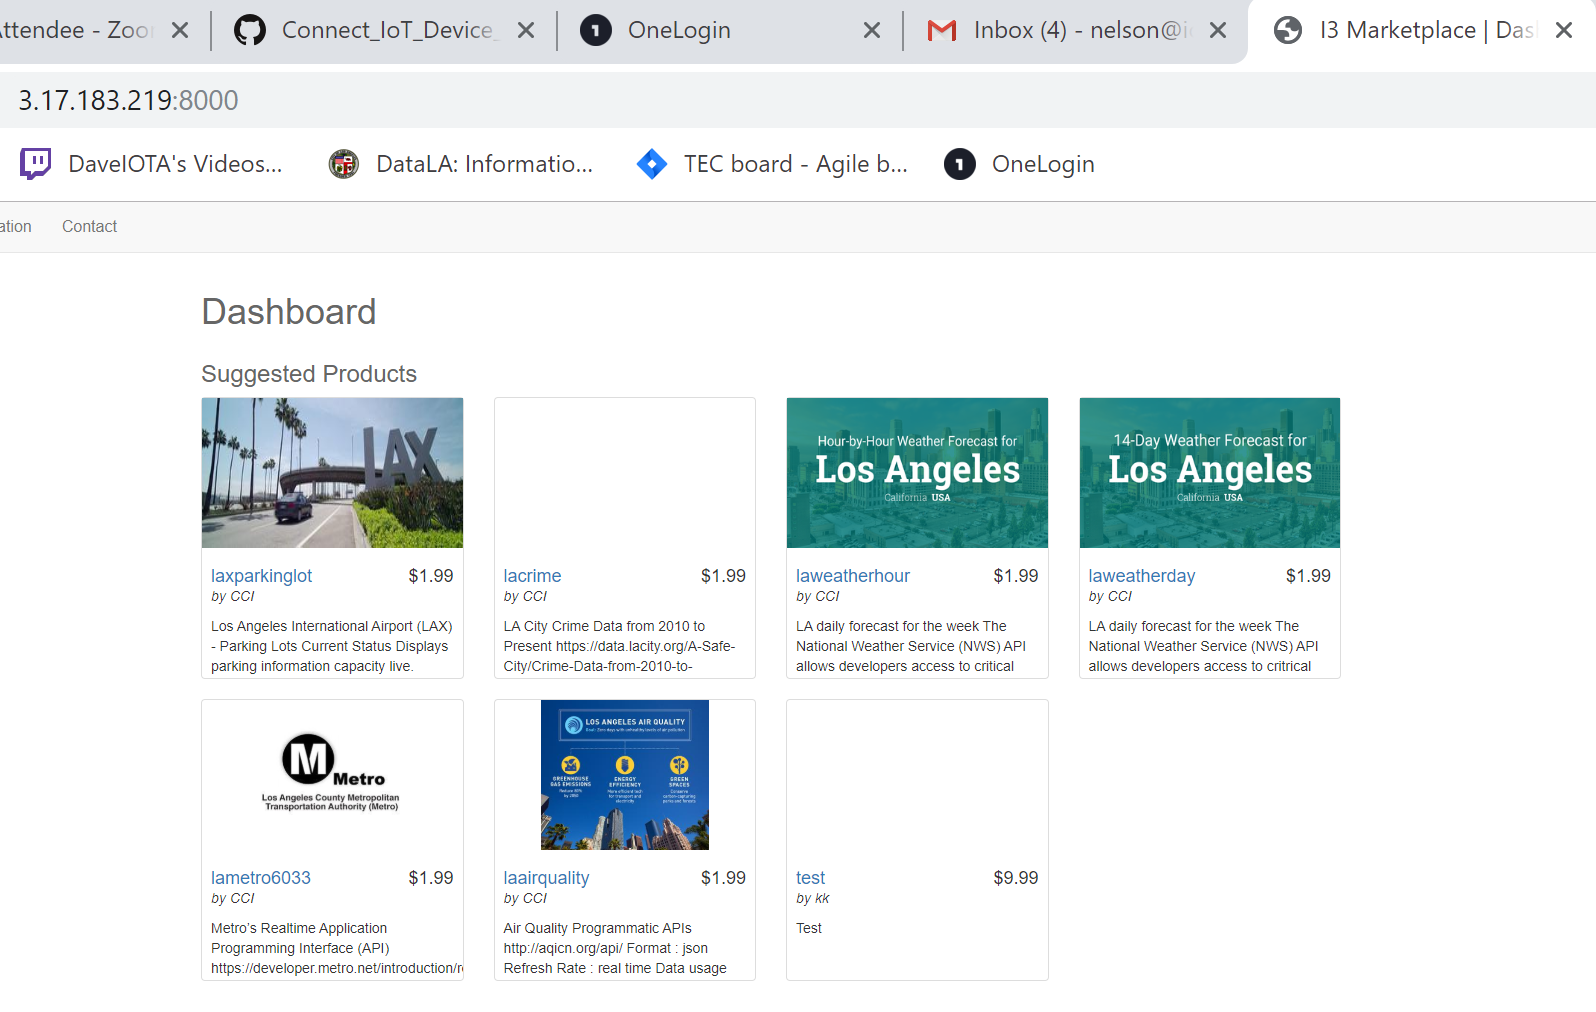 Attendee - Zoo
Connect_IoT_Device_
OneLogin
Inbox (4) - nelson@i
I3 Marketplace | Das
3.17.183.219:8000
DaveIOTA's Videos...
DataLA: Informatio...
TEC board - Agile b...
OneLogin
ation
Contact
Dashboard
Suggested Products
LAX
laxparkinglot $1.99
by CCI
Los Angeles International Airport (LAX)
- Parking Lots Current Status Displays
parking information capacity live.
lacrime $1.99
by CCI
LA City Crime Data from 2010 to
Present https://data.lacity.org/A-Safe-
City/Crime-Data-from-2010-to-
Hour-by-Hour Weather Forecast for
Los Angeles
California USA
laweatherhour $1.99
by CCI
LA daily forecast for the week The
National Weather Service (NWS) API
allows developers access to critical
14-Day Weather Forecast for
Los Angeles
California USA
laweatherday $1.99
by CCI
LA daily forecast for the week The
National Weather Service (NWS) API
allows developers access to critrical
M Metro
Los Angeles County Metropolitan
Transportation Authority (Metro)
lametro6033 $1.99
by CCI
Metro’s Realtime Application
Programming Interface (API)
https://developer.metro.net/introduction/r
LOS ANGELES AIR QUALITY
GREENHOUSE
GAS EMISSIONS
ENERGY
EFFICIENCY
GREEN
SPACES
laairquality $1.99
by CCI
Air Quality Programmatic APIs
http://aqicn.org/api/ Format : json
Refresh Rate : real time Data usage
test $9.99
by kk
Test